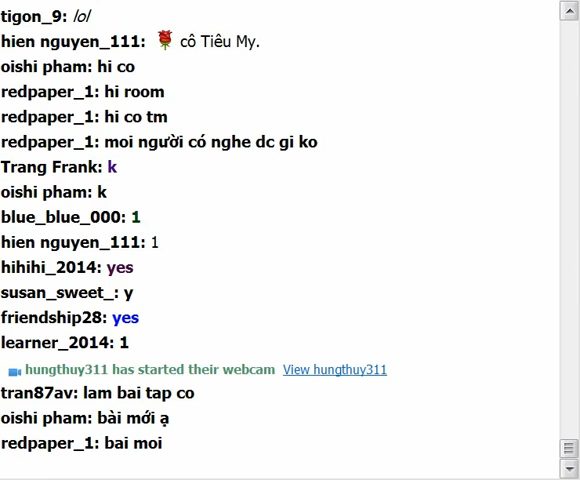 tigon_9: lol
hien nguyen_111: cô Tiêu My.
oishi pham: hi co
redpaper_1: hi room
redpaper_1: hi co tm
redpaper_1: moi người có nghe dc gi ko
Trang Frank: k
oishi pham: k
blue_blue_000: 1
hien nguyen_111: 1
hihihi_2014: yes
susan_sweet_: y
friendship28: yes
learner_2014: 1
hungthuy311 has started their webcam View hungthuy311
tran87av: lam bai tap co
oishi pham: bài mới ạ
redpaper_1: bai moi